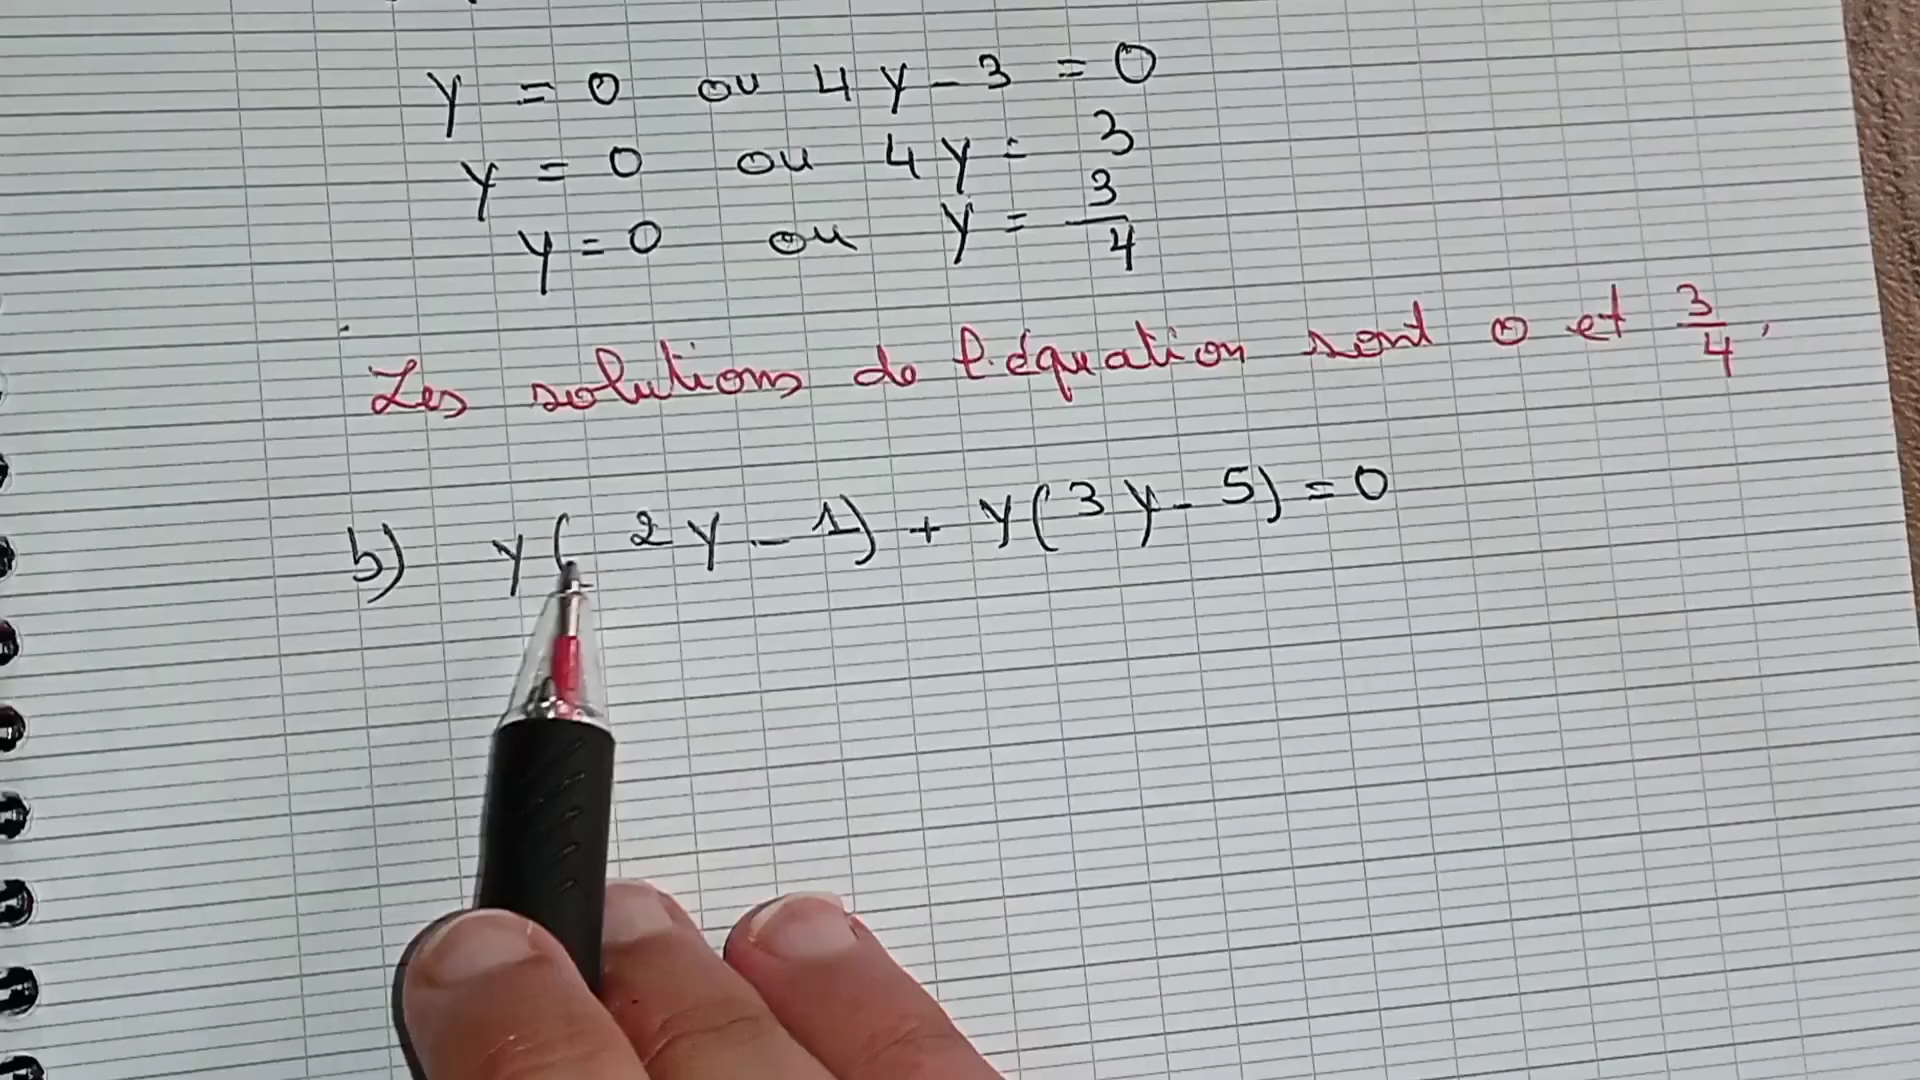 y = 0 ou 4y - 3 = 0
y = 0 ou 4y = 3
y = 0 ou y = 3/4
Les solutions de l'équation sont 0 et 3/4.
b) y(2y - 1) + y(3y - 5) = 0